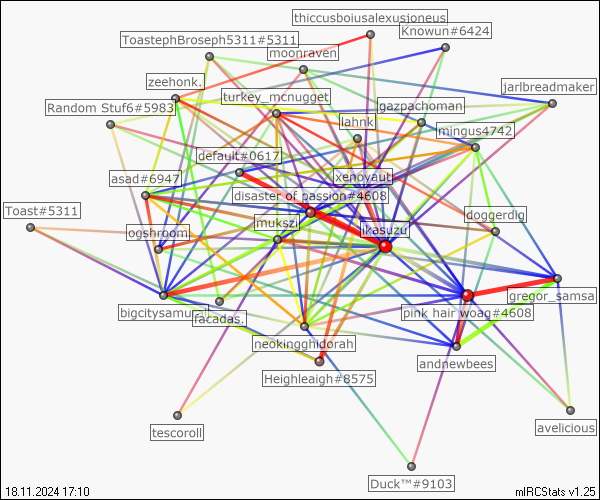 thiccusboiusalexusjoneus
Knowun#6424
ToastephBroseph5311#5311
moonraven
zeehonk.
jarlbreadmaker
turkey_mcnugget
Random Stuf6#5983
gazpachoman
lahnk
mingus4742
default#0617
xenoyaut
asad#6947
disaster of passion#4608
Toast#5311
doggerdig
mukszi
ikasuzu
ogshroom.
gregor_samsa
bigcitysamurai
pink hair woag#4608
facadas.
neokingghidorah
andnewbees
Heighleaigh#8575
avelicious
tescoroll
Duck™#9103
18.11.2024 17:10
mIRCStats v1.25